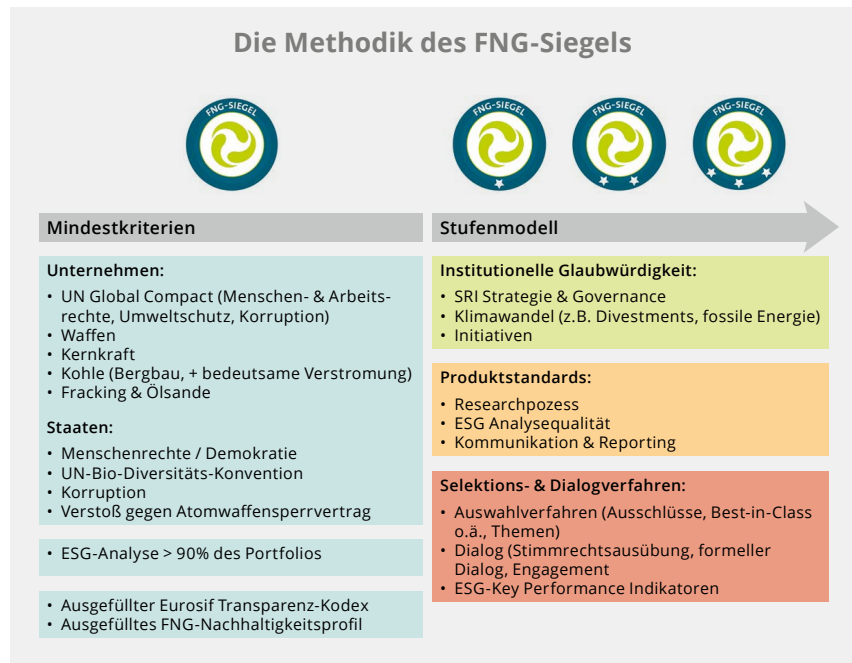 Die Methodik des FNG-Siegels
FNG-SIEGEL
FNG-SIEGEL
FNG-SIEGEL
FNG-SIEGEL
Mindestkriterien
Unternehmen:
• UN Global Compact (Menschen- & Arbeits-
rechte, Umweltschutz, Korruption)
• Waffen
• Kernkraft
• Kohle (Bergbau, + bedeutsame Verstromung)
• Fracking & Ölsande
Staaten:
• Menschenrechte / Demokratie
• UN-Bio-Diversitäts-Konvention
• Korruption
• Verstoß gegen Atomwaffensperrvertrag
• ESG-Analyse > 90% des Portfolios
• Ausgefüllter Eurosif Transparenz-Kodex
• Ausgefülltes FNG-Nachhaltigkeitsprofil
Stufenmodell
Institutionelle Glaubwürdigkeit:
• SRI Strategie & Governance
• Klimawandel (z.B. Divestments, fossile Energie)
• Initiativen
Produktstandards:
• Researchpozess
• ESG Analysequalität
• Kommunikation & Reporting
Selektions- & Dialogverfahren:
• Auswahlverfahren (Ausschlüsse, Best-in-Class
o.ä., Themen)
• Dialog (Stimmrechtsausübung, formeller
Dialog, Engagement
• ESG-Key Performance Indikatoren